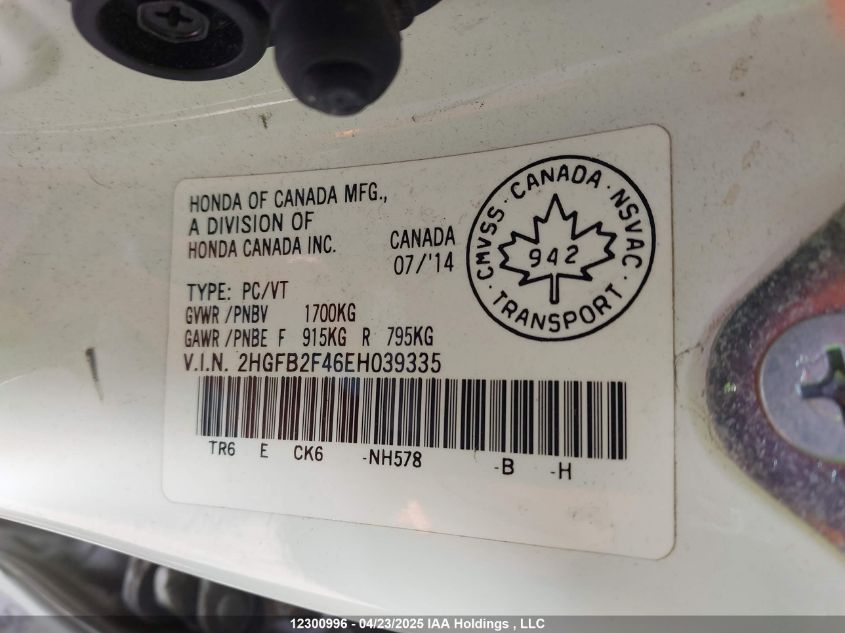 HONDA OF CANADA MFG.,
A DIVISION OF
HONDA CANADA INC.
CANADA
07/'14
CMVSS · CANADA · NSVAC ·
942
TRANSPORT ·
TYPE: PC/VT
GVWR /PNBV 1700KG
GAWR /PNBE F 915KG R 795KG
V.I.N. 2HGFB2F46EH039335
TR6 E CK6 -NH578 -B -H
12300996 - 04/23/2025 IAA Holdings , LLC